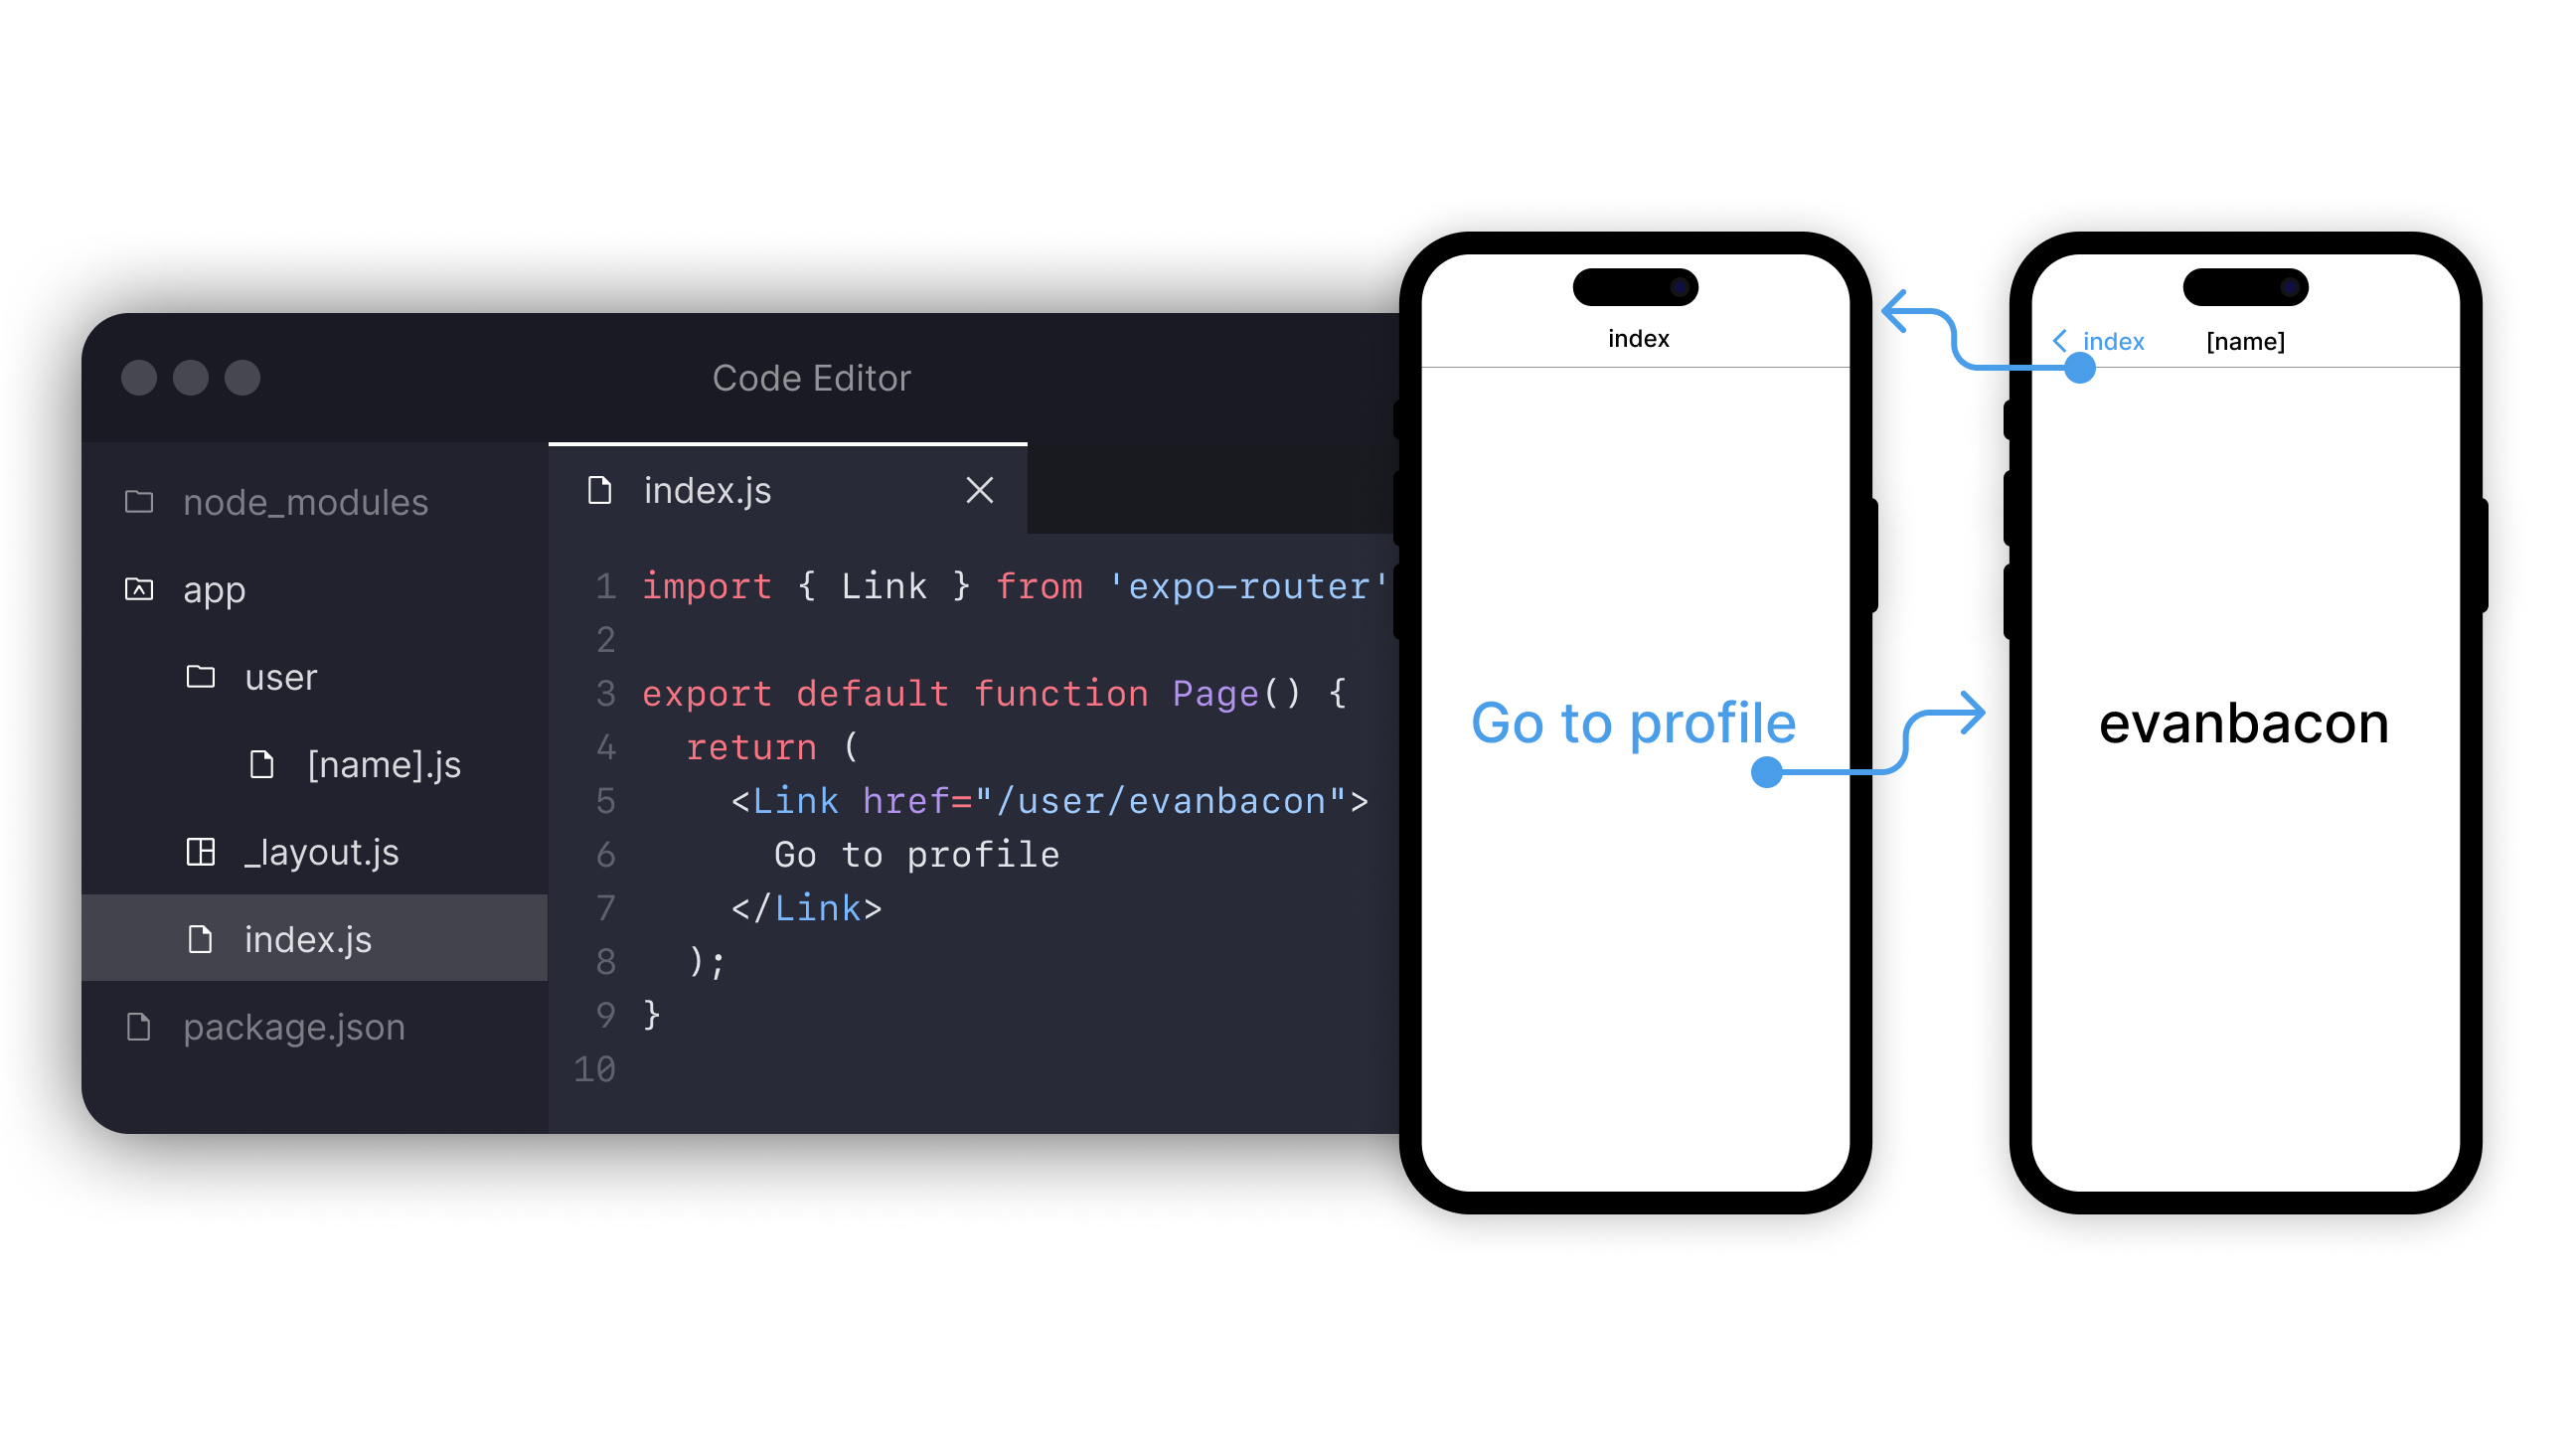 Code Editor
node_modules
app
user
[name].js
_layout.js
index.js
package.json
index.js
1 import { Link } from 'expo-router'
2
3 export default function Page() {
4   return (
5     <Link href="/user/evanbacon">
6       Go to profile
7     </Link>
8   );
9 }
10
index
Go to profile
index [name]
evanbacon